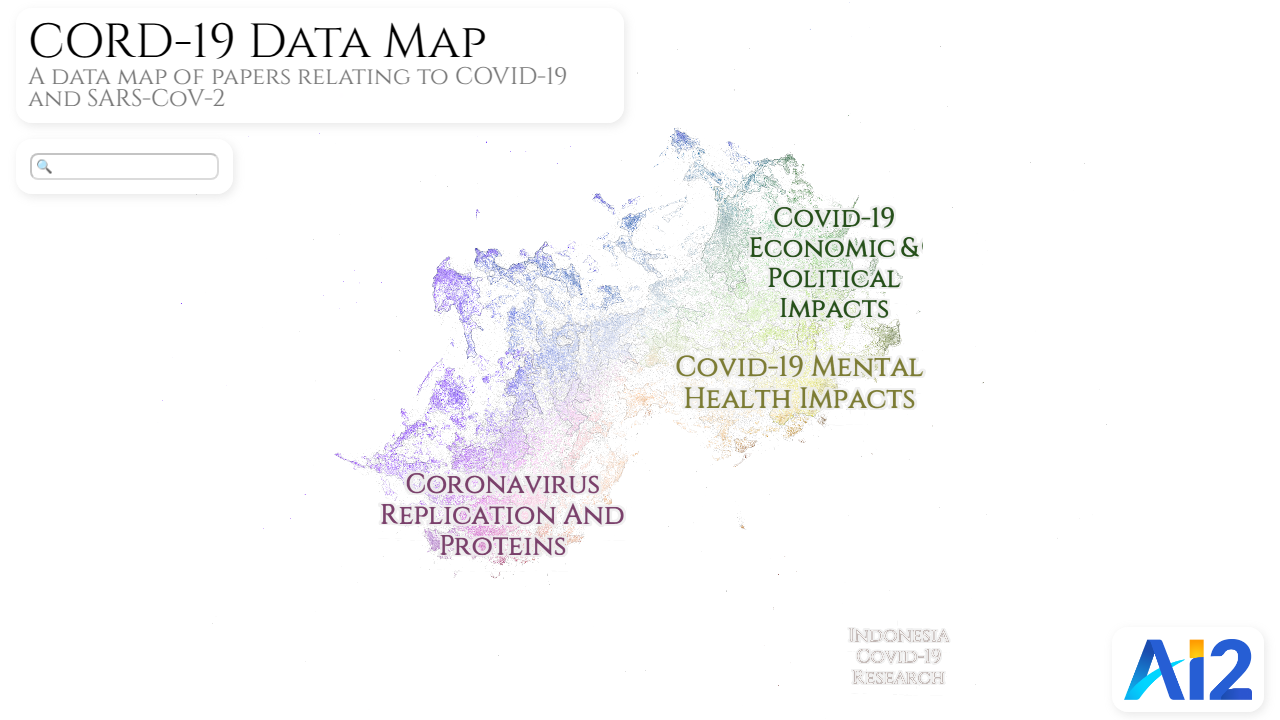 CORD-19 Data Map
A data map of papers relating to COVID-19
and SARS-CoV-2
Covid-19
Economic &
Political
Impacts
Covid-19 Mental
Health Impacts
Coronavirus
Replication And
Proteins
Indonesia
Covid-19
Research
Ai2